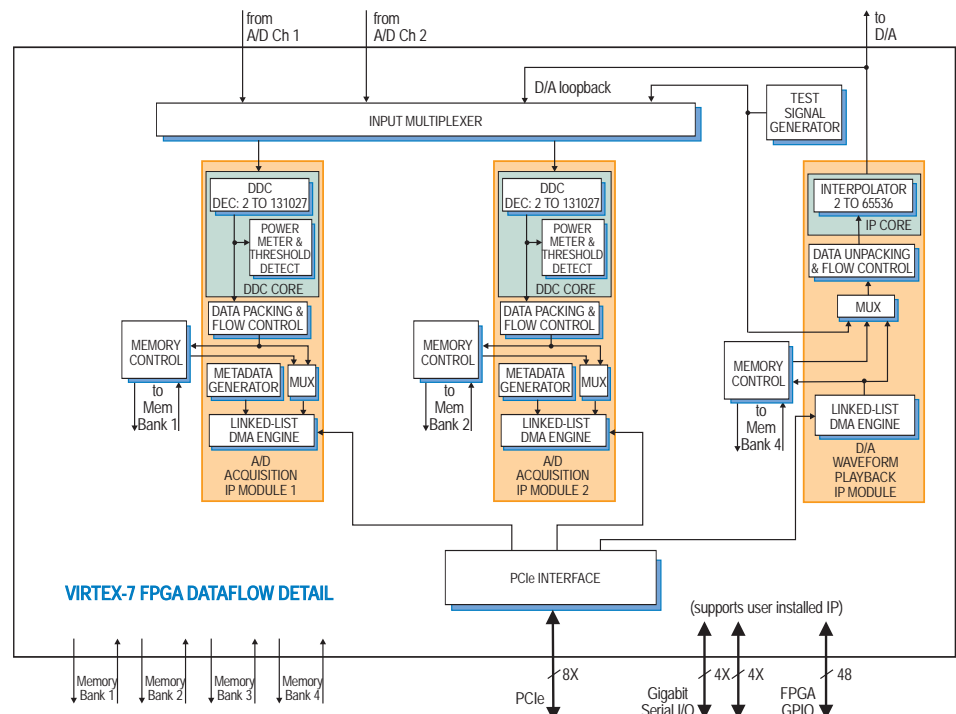 from
A/D Ch 1
from
A/D Ch 2
to
D/A
D/A loopback
INPUT MULTIPLEXER
TEST
SIGNAL
GENERATOR
DDC
DEC: 2 TO 131027
POWER
METER &
THRESHOLD
DETECT
DDC CORE
DATA PACKING &
FLOW CONTROL
MEMORY
CONTROL
to
Mem
Bank 1
METADATA
GENERATOR
MUX
LINKED-LIST
DMA ENGINE
A/D
ACQUISITION
IP MODULE 1
DDC
DEC: 2 TO 131027
POWER
METER &
THRESHOLD
DETECT
DDC CORE
DATA PACKING &
FLOW CONTROL
MEMORY
CONTROL
to
Mem
Bank 2
METADATA
GENERATOR
MUX
LINKED-LIST
DMA ENGINE
A/D
ACQUISITION
IP MODULE 2
INTERPOLATOR
2 TO 65536
IP CORE
DATA UNPACKING
& FLOW CONTROL
MUX
MEMORY
CONTROL
to
Mem
Bank 4
LINKED-LIST
DMA ENGINE
D/A
WAVEFORM
PLAYBACK
IP MODULE
PCIe INTERFACE
VIRTEX-7 FPGA DATAFLOW DETAIL
(supports user installed IP)
Memory
Bank 1
Memory
Bank 2
Memory
Bank 3
Memory
Bank 4
8X
PCIe
4X
4X
Gigabit
Serial I/O
48
FPGA
GPIO